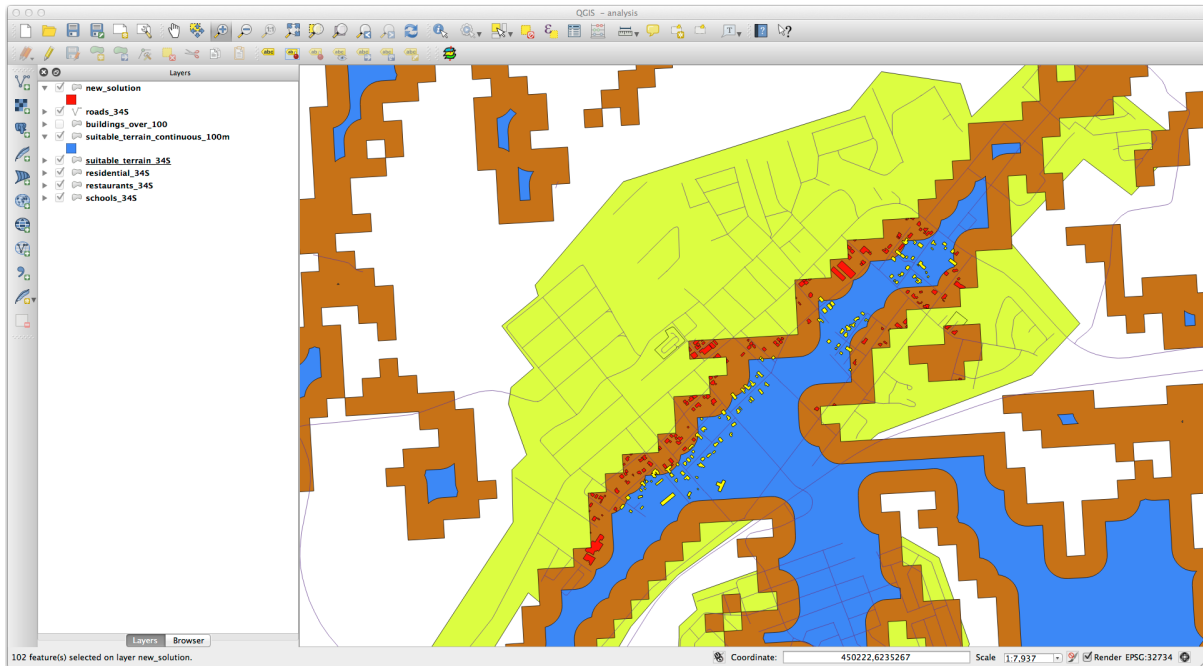 QGIS - analysis
Layers
new_solution
roads_34S
buildings_over_100
suitable_terrain_continuous_100m
suitable_terrain_34S
residential_34S
restaurants_34S
schools_34S
Layers Browser
102 feature(s) selected on layer new_solution.
Coordinate: 450222,6235267 Scale 1:7,937 Render EPSG:32734